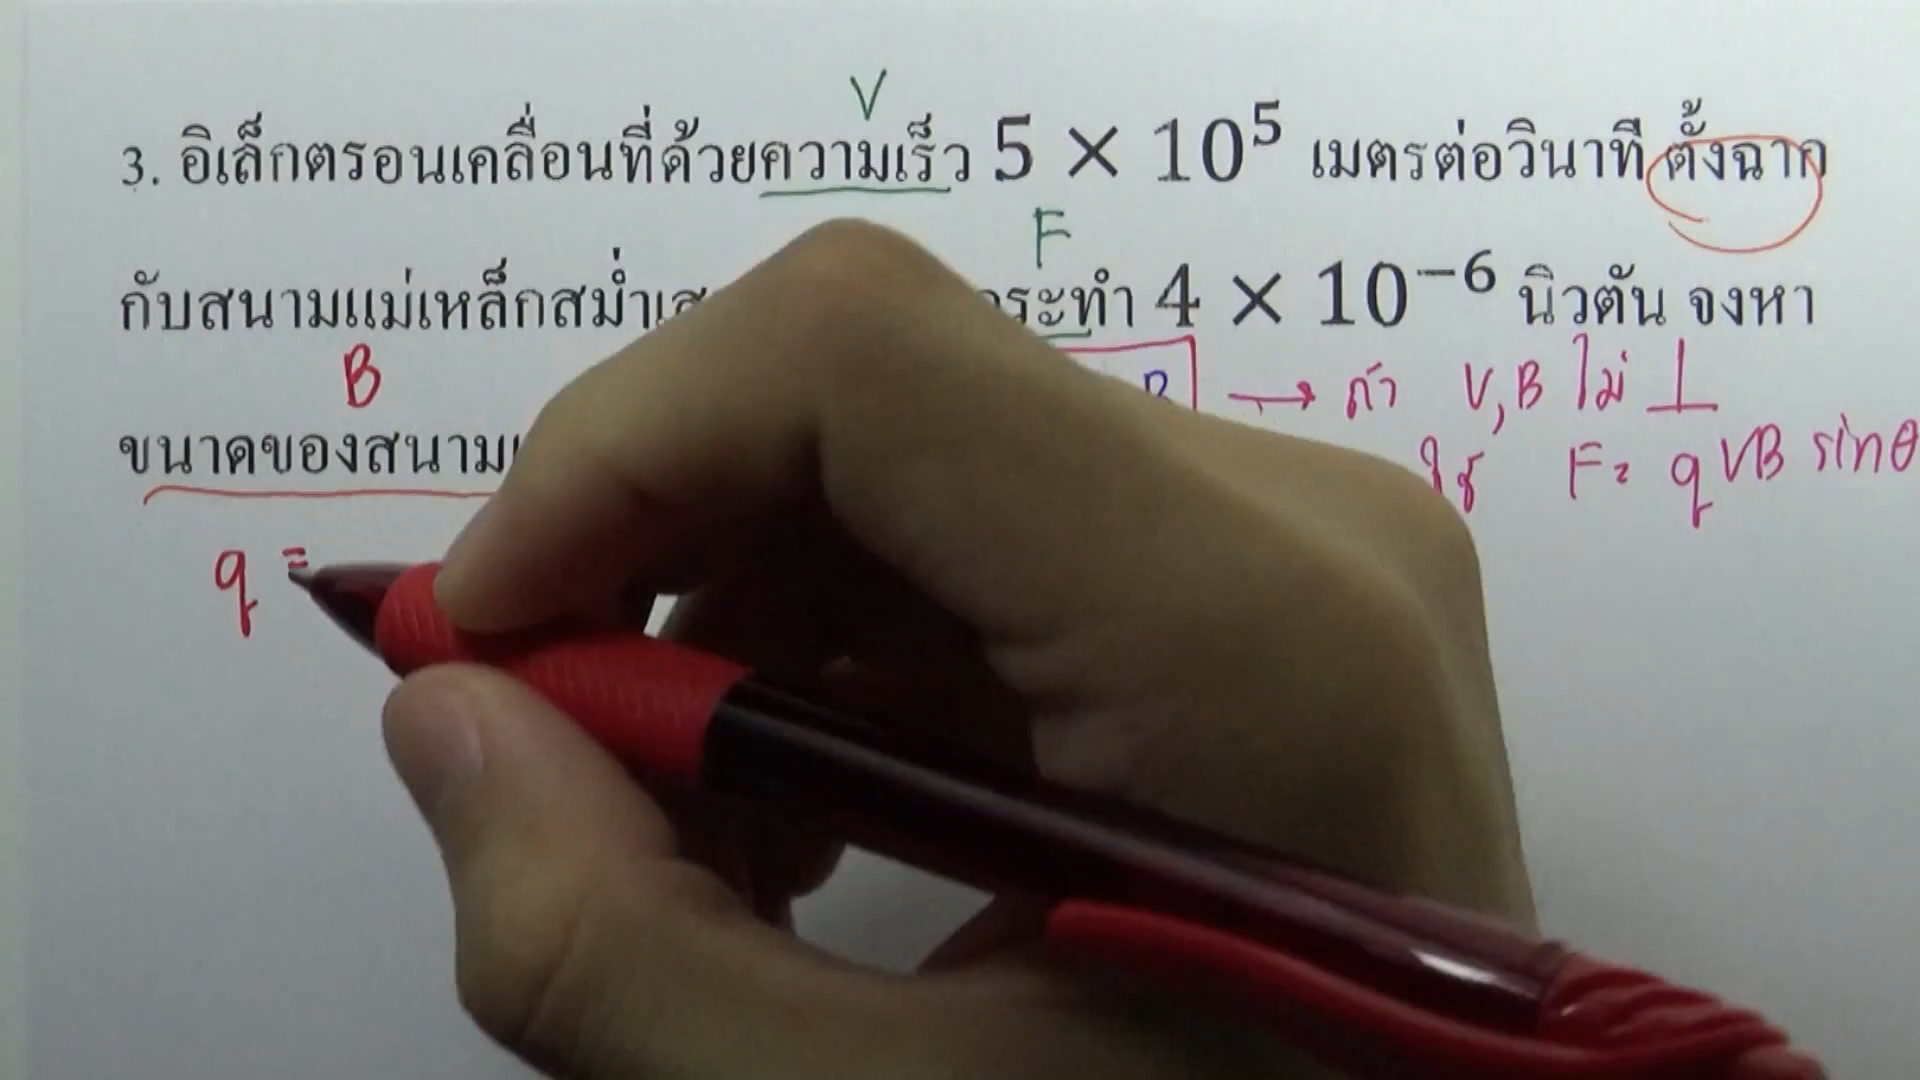 V
3. อิเล็กตรอนเคลื่อนที่ด้วยความเร็ว 5 × 10⁵ เมตรต่อวินาที ตั้งฉาก
F
กับสนามแม่เหล็กสม่ำเส กระทำ 4 × 10⁻⁶ นิวตัน จงหา
B B → ถ้า V, B ไม่ ⊥
ขนาดของสนาม ใช้ F = qVB sinθ
q =